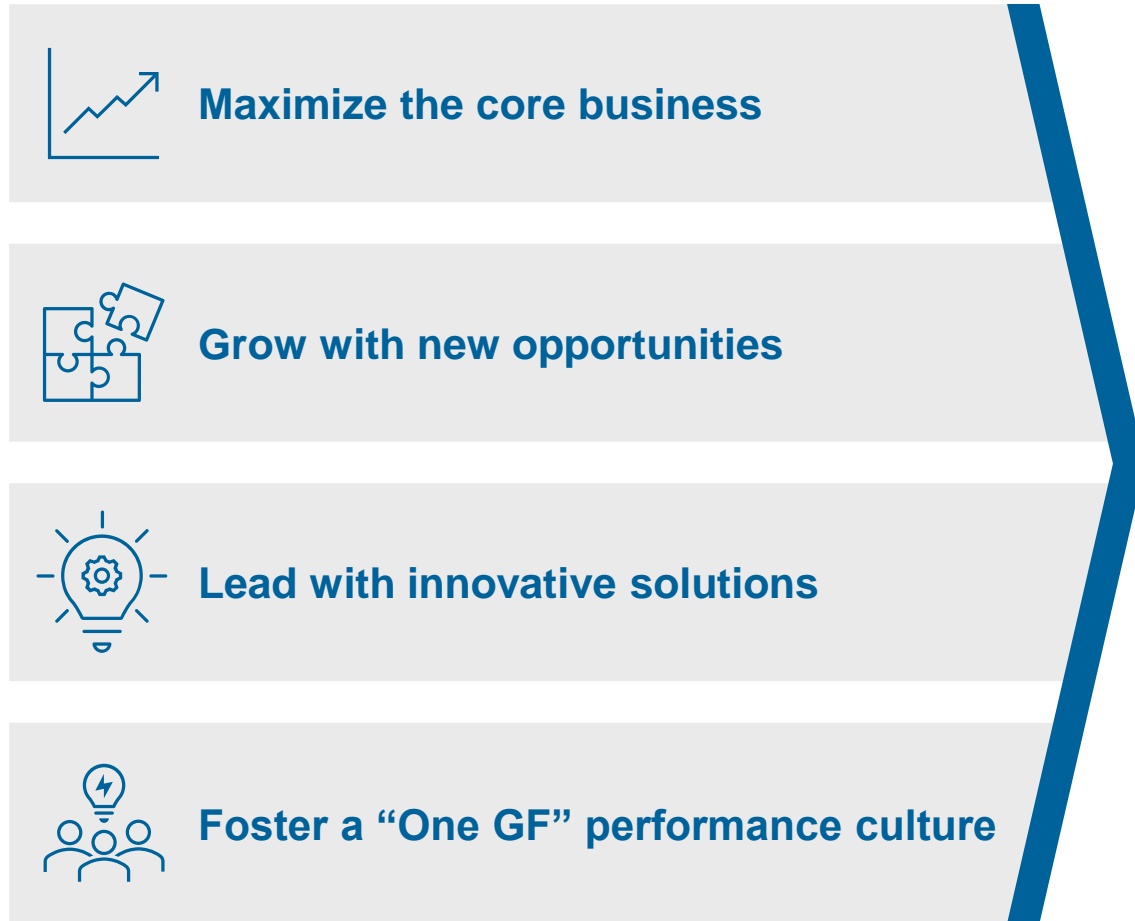 Maximize the core business
Grow with new opportunities
Lead with innovative solutions
Foster a “One GF” performance culture